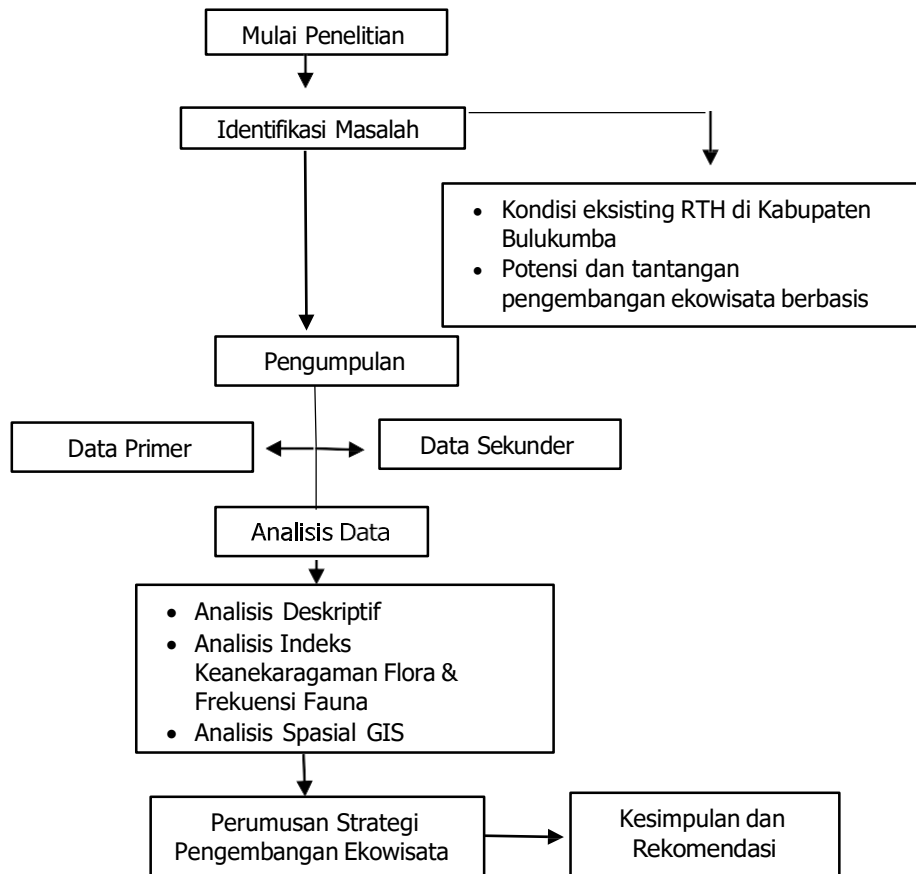 Mulai Penelitian
Identifikasi Masalah
• Kondisi eksisting RTH di Kabupaten
Bulukumba
• Potensi dan tantangan
pengembangan ekowisata berbasis
Pengumpulan
Data Primer
Data Sekunder
Analisis Data
• Analisis Deskriptif
• Analisis Indeks
Keanekaragaman Flora &
Frekuensi Fauna
• Analisis Spasial GIS
Perumusan Strategi
Pengembangan Ekowisata
Kesimpulan dan
Rekomendasi